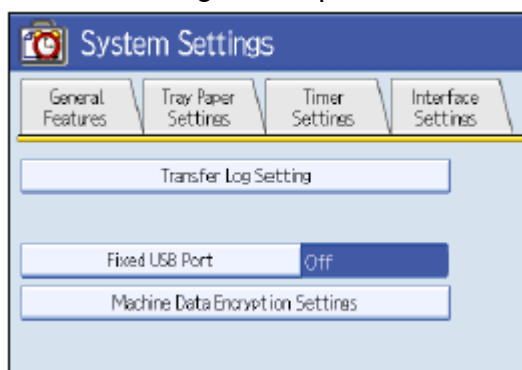 System Settings
General Features
Tray Paper Settings
Timer Settings
Interface Settings
Transfer Log Setting
Fixed USB Port Off
Machine Data Encryption Settings